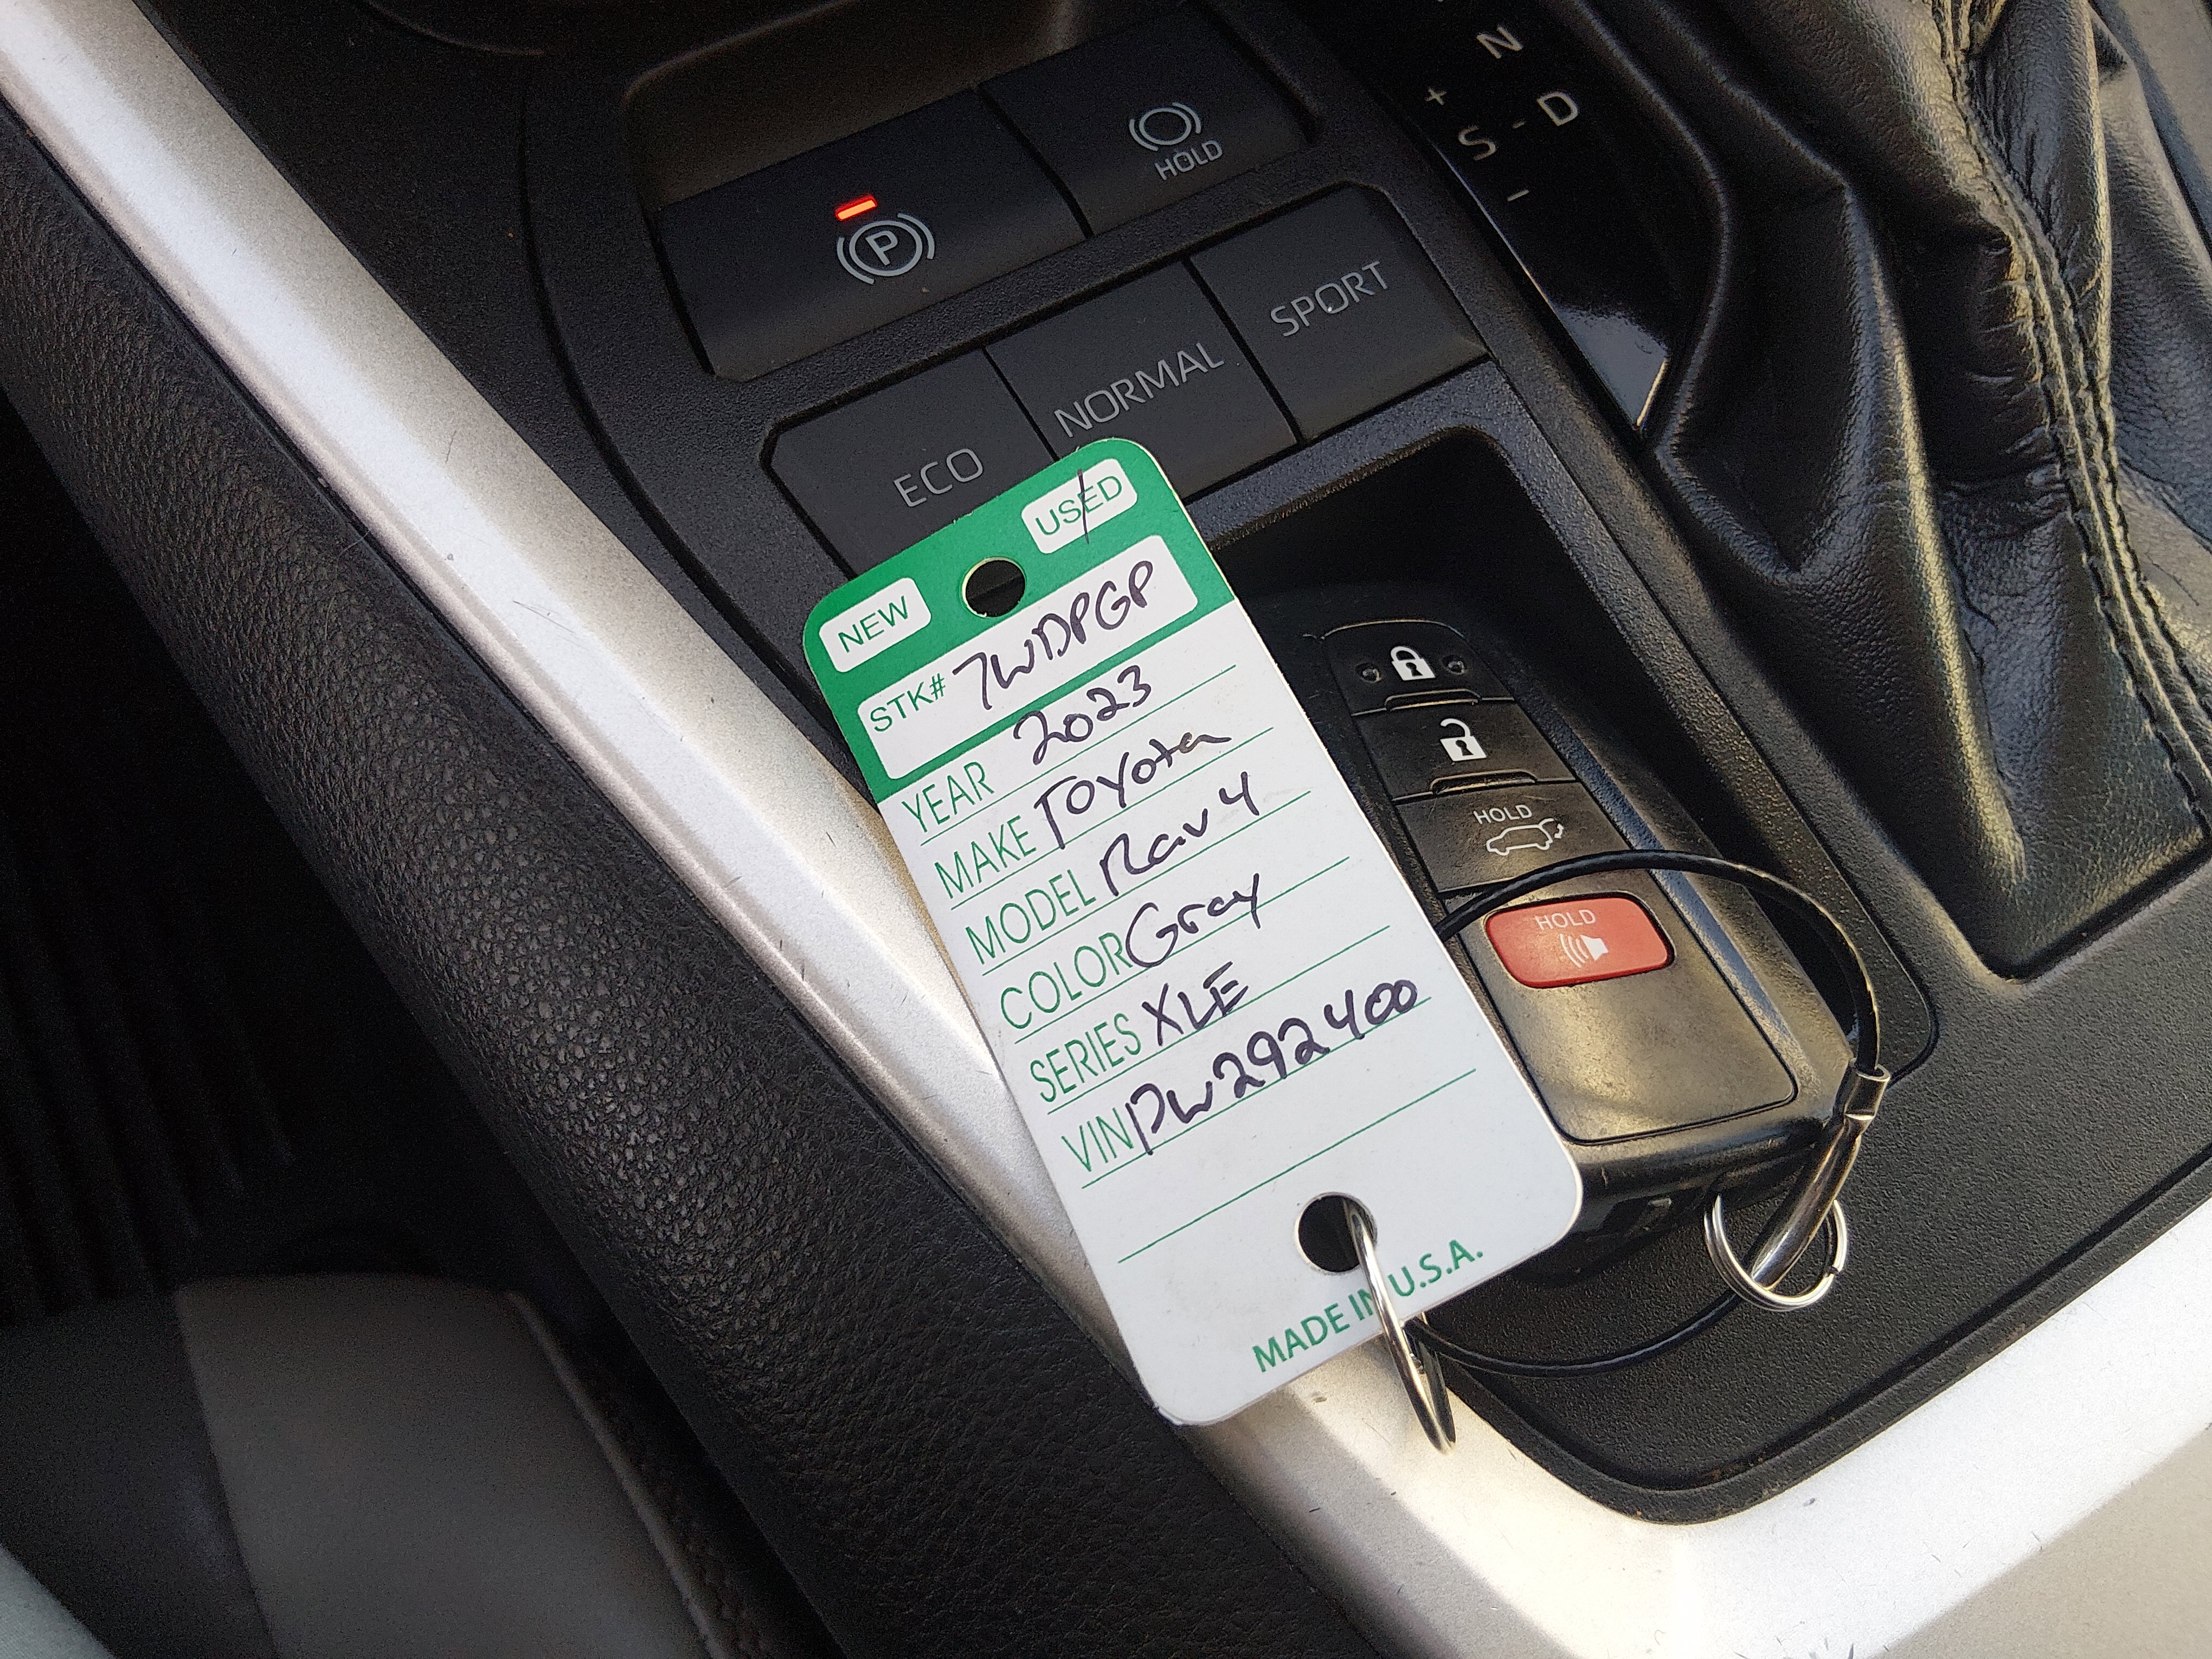 N
+
S - D
-
HOLD
P
ECO NORMAL SPORT
NEW USED
STK# 7WDPGP
YEAR 2023
MAKE Toyota
MODEL Rav 4
COLOR Gray
SERIES XLE
VIN PW292400
MADE IN U.S.A.
HOLD
HOLD